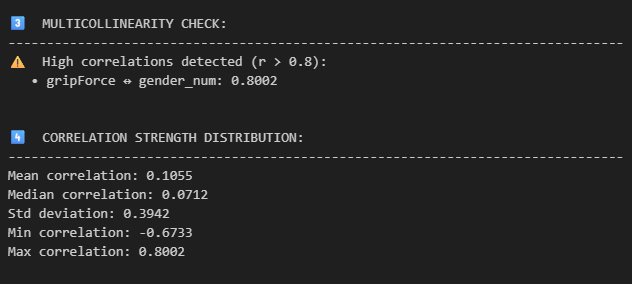 3️⃣ MULTICOLLINEARITY CHECK:
--------------------------------------------------------------------------------
⚠️ High correlations detected (r > 0.8):
• gripForce ↔ gender_num: 0.8002
4️⃣ CORRELATION STRENGTH DISTRIBUTION:
--------------------------------------------------------------------------------
Mean correlation: 0.1055
Median correlation: 0.0712
Std deviation: 0.3942
Min correlation: -0.6733
Max correlation: 0.8002